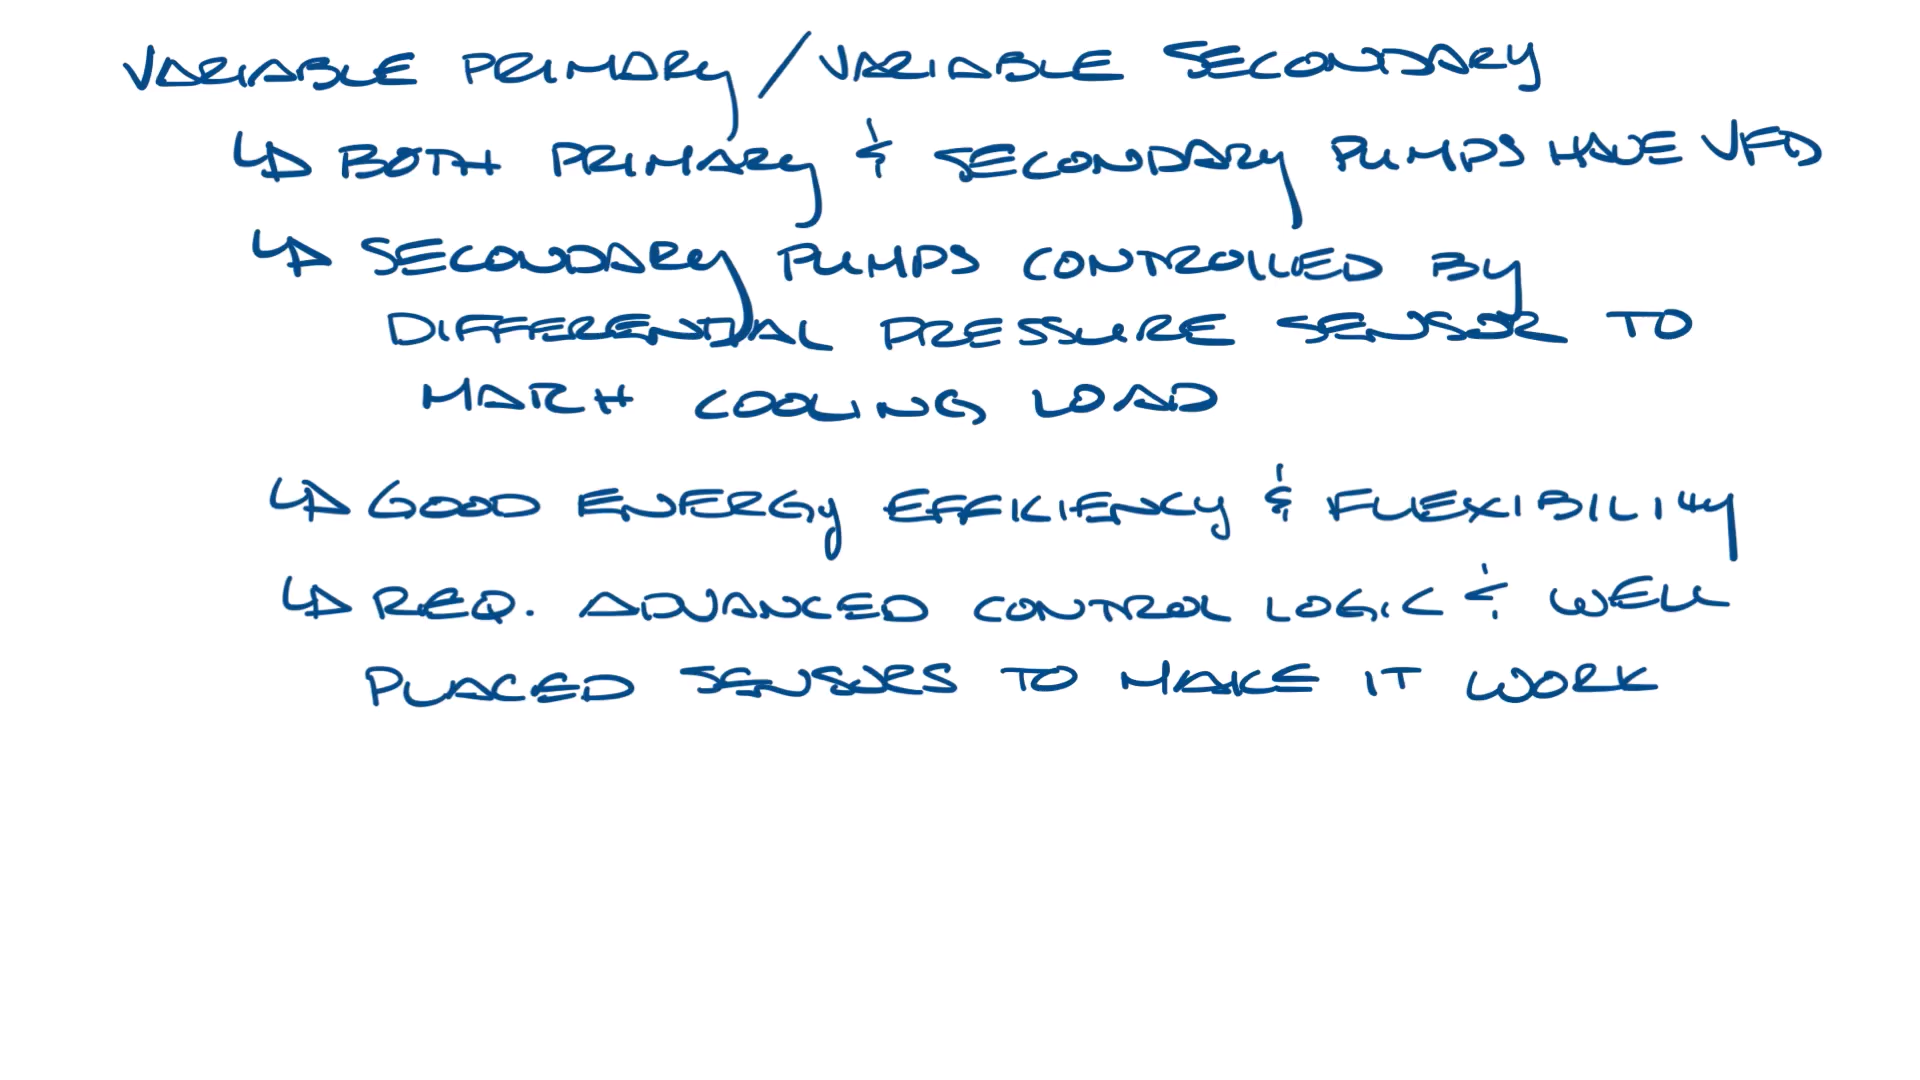 VARIABLE PRIMARY / VARIABLE SECONDARY
↳ BOTH PRIMARY & SECONDARY PUMPS HAVE VFD
↳ SECONDARY PUMPS CONTROLLED BY
DIFFERENTIAL PRESSURE SENSOR TO
MATCH COOLING LOAD
↳ GOOD ENERGY EFFICIENCY & FLEXIBILITY
↳ REQ. ADVANCED CONTROL LOGIC & WELL
PLACED SENSORS TO MAKE IT WORK